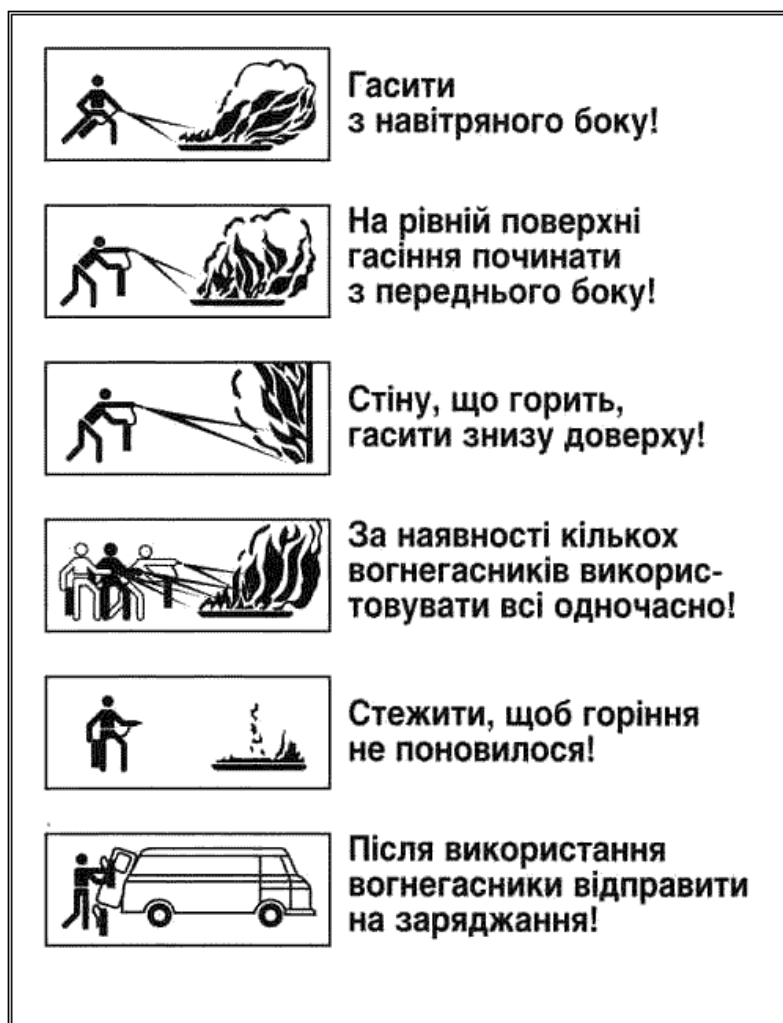 Гасити
з навітряного боку!
На рівній поверхні
гасіння починати
з переднього боку!
Стіну, що горить,
гасити знизу доверху!
За наявності кількох
вогнегасників викорис-
товувати всі одночасно!
Стежити, щоб горіння
не поновилося!
Після використання
вогнегасники відправити
на заряджання!